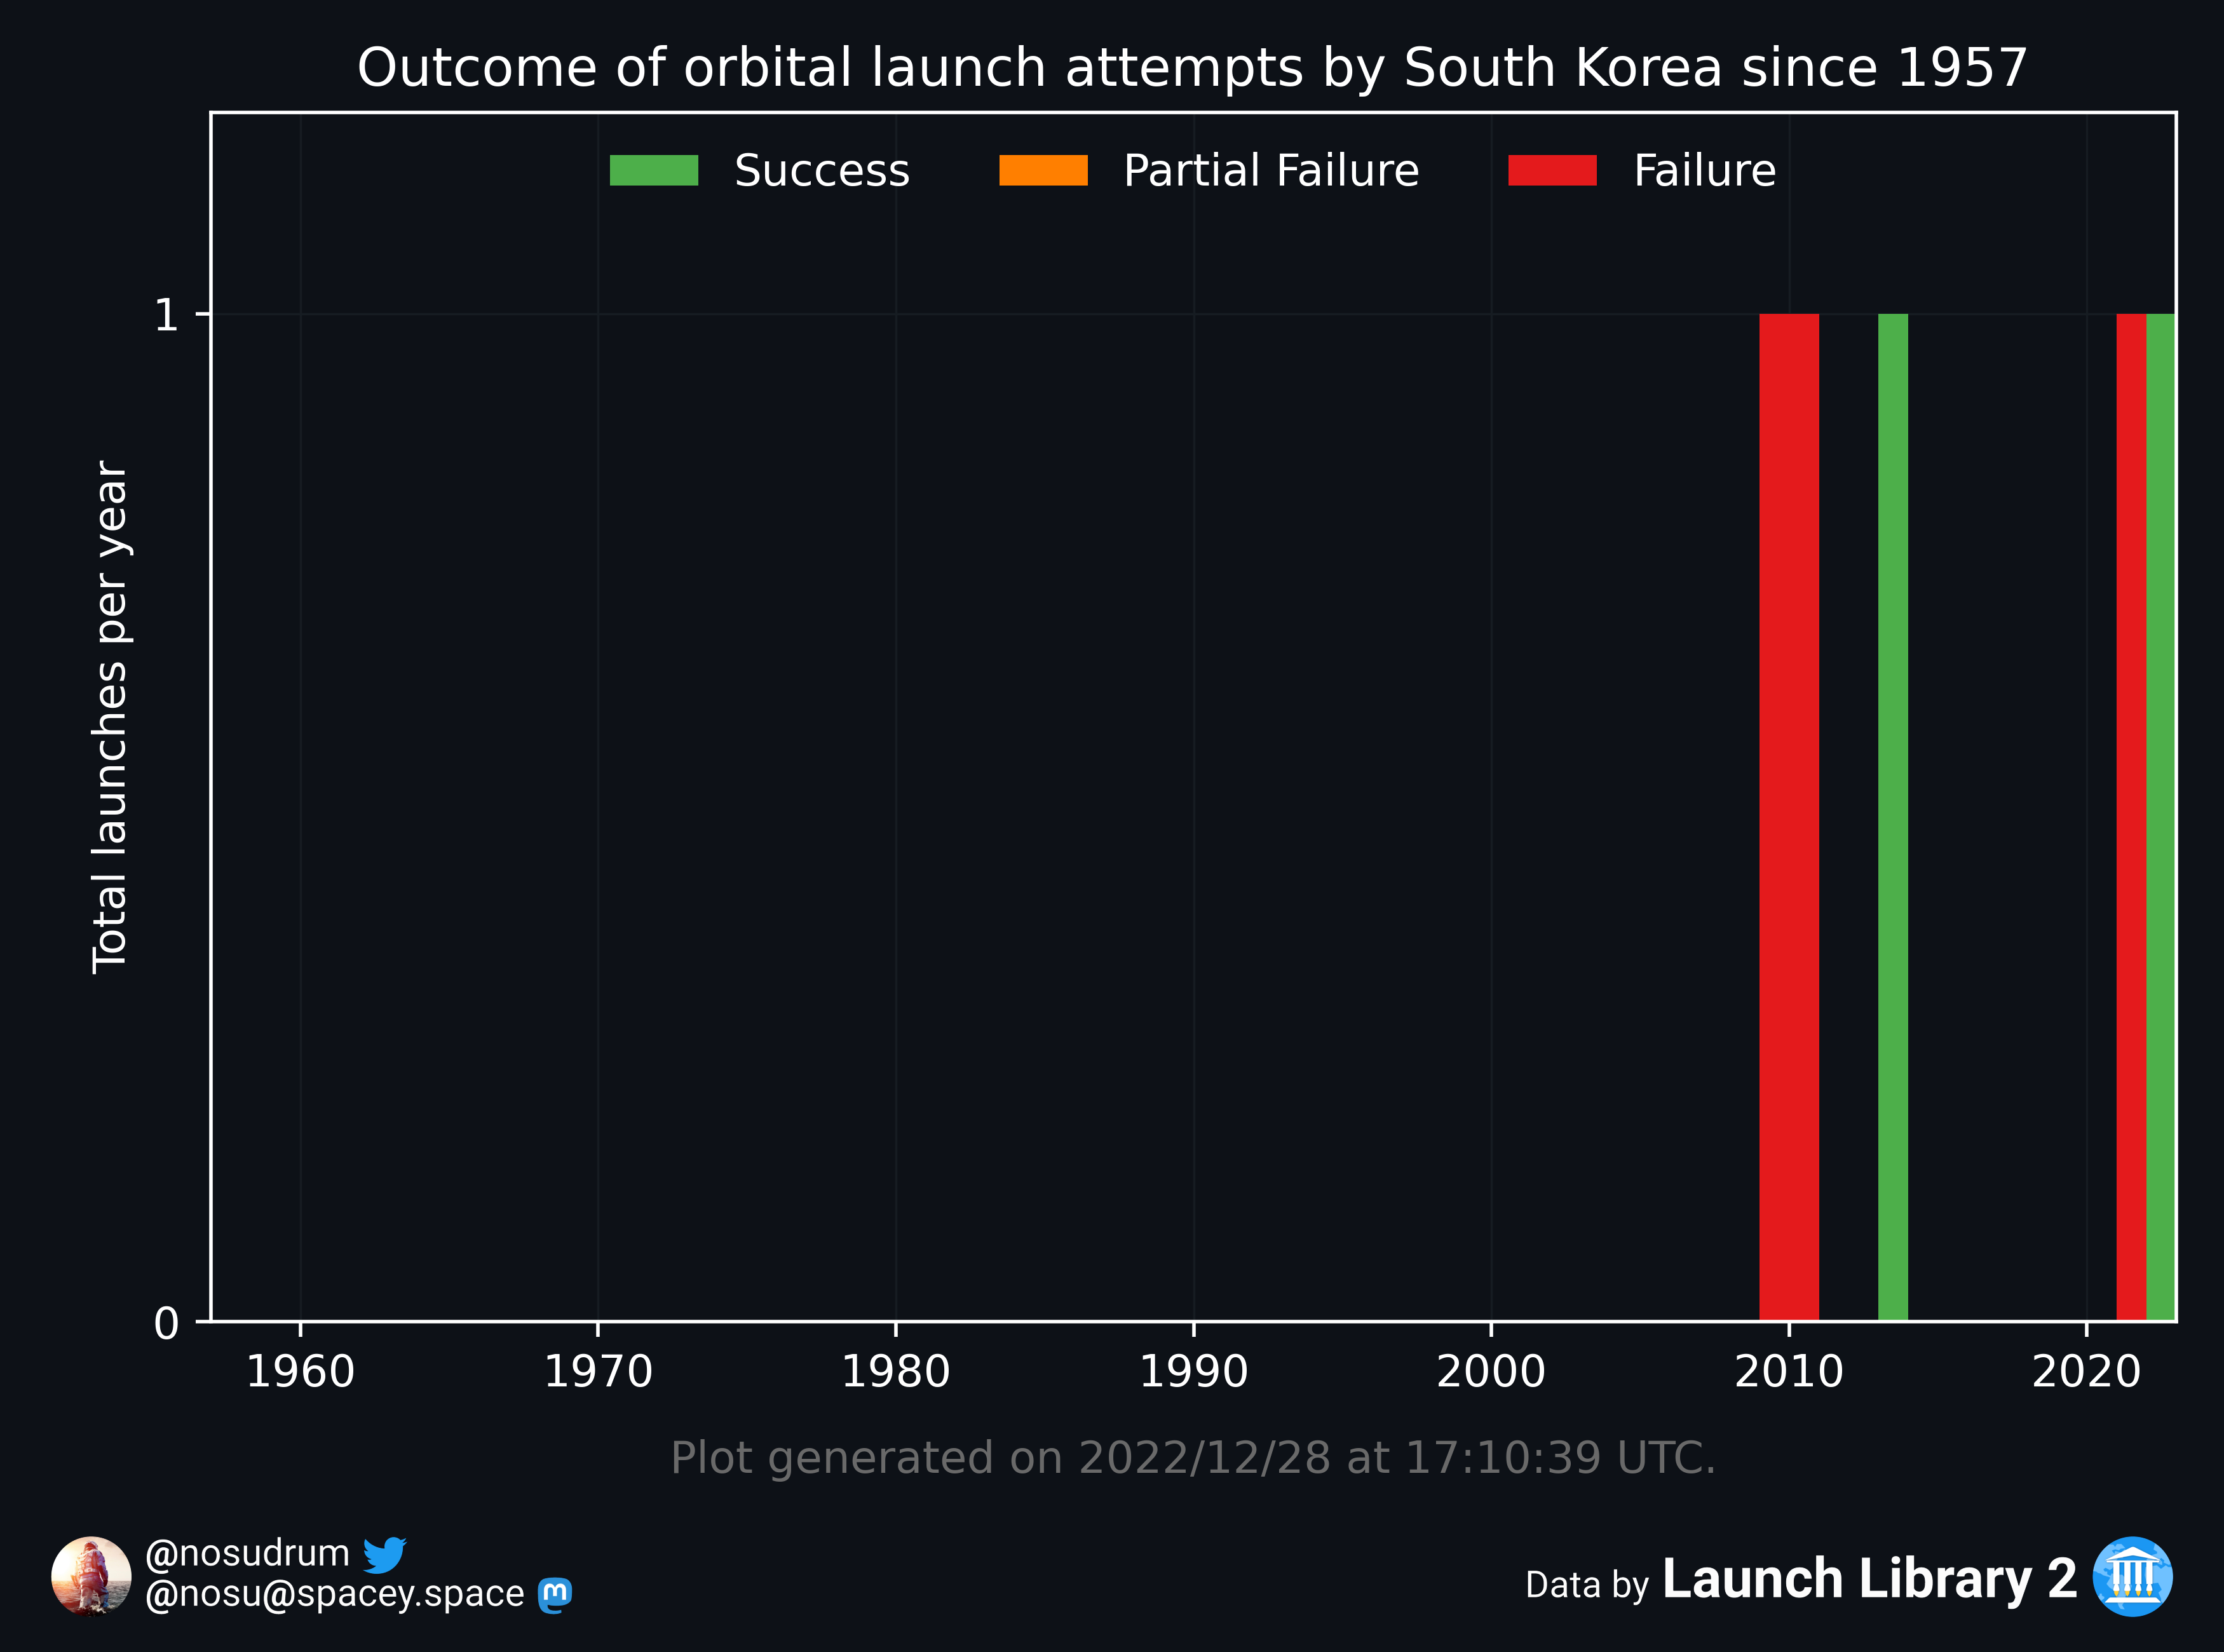 Outcome of orbital launch attempts by South Korea since 1957
Success Partial Failure Failure
Total launches per year
1
0
1960 1970 1980 1990 2000 2010 2020
Plot generated on 2022/12/28 at 17:10:39 UTC.
@nosudrum
@nosu@spacey.space
Data by Launch Library 2